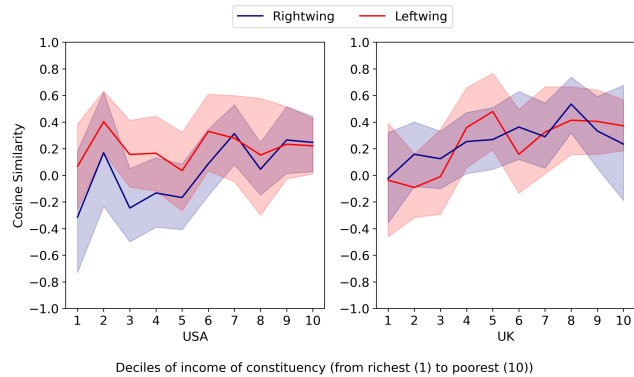 Rightwing Leftwing
1.0 1.0
0.8 0.8
0.6 0.6
0.4 0.4
0.2 0.2
0.0 0.0
−0.2 −0.2
−0.4 −0.4
−0.6 −0.6
−0.8 −0.8
−1.0 −1.0
Cosine Similarity
1 2 3 4 5 6 7 8 9 10 1 2 3 4 5 6 7 8 9 10
USA UK
Deciles of income of constituency (from richest (1) to poorest (10))